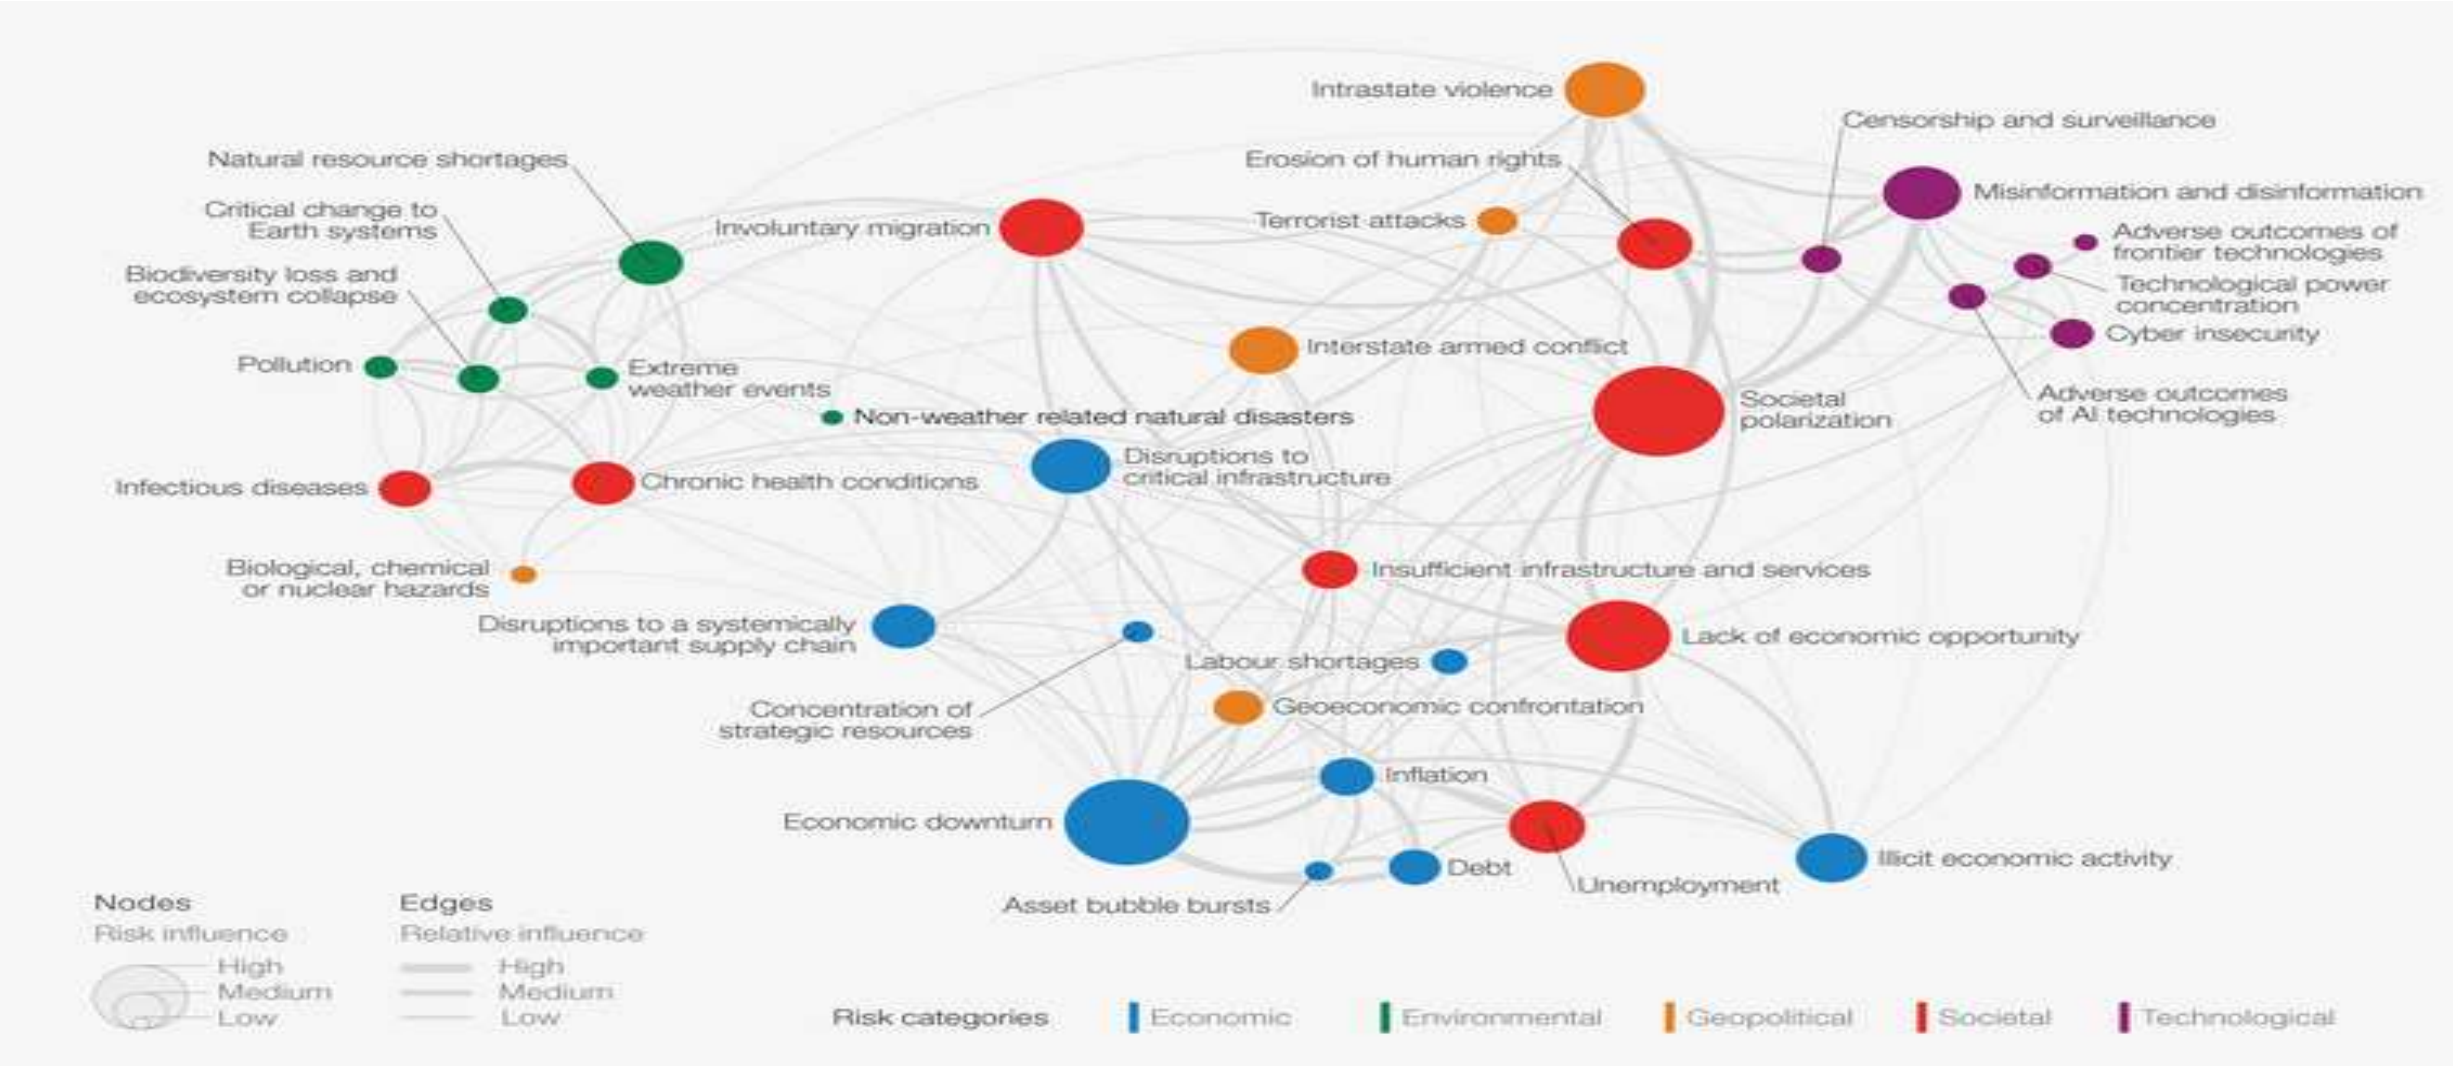 Intrastate violence
Censorship and surveillance
Natural resource shortages
Erosion of human rights
Misinformation and disinformation
Critical change to
Earth systems
Involuntary migration
Terrorist attacks
Adverse outcomes of
frontier technologies
Biodiversity loss and
ecosystem collapse
Technological power
concentration
Cyber insecurity
Pollution
Extreme
weather events
Interstate armed conflict
Adverse outcomes
of AI technologies
Non-weather related natural disasters
Societal
polarization
Disruptions to
critical infrastructure
Infectious diseases
Chronic health conditions
Biological, chemical
or nuclear hazards
Insufficient infrastructure and services
Disruptions to a systemically
important supply chain
Lack of economic opportunity
Labour shortages
Concentration of
strategic resources
Geoeconomic confrontation
Inflation
Economic downturn
Debt
Illicit economic activity
Unemployment
Asset bubble bursts
Nodes
Risk influence
High
Medium
Low
Edges
Relative influence
High
Medium
Low
Risk categories
Economic
Environmental
Geopolitical
Societal
Technological